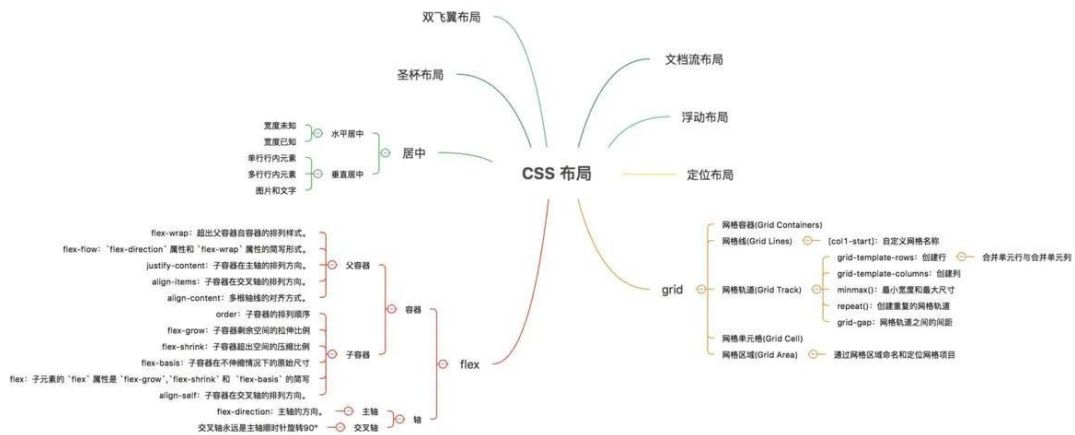 CSS 布局
双飞翼布局
圣杯布局
居中
水平居中
宽度未知
宽度已知
垂直居中
单行行内元素
多行行内元素
图片和文字
flex
容器
父容器
flex-wrap：超出父容器自容器的排列样式。
flex-flow：`flex-direction` 属性和 `flex-wrap` 属性的简写形式。
justify-content：子容器在主轴的排列方向。
align-items：子容器在交叉轴的排列方向。
align-content：多根轴线的对齐方式。
子容器
order：子容器的排列顺序
flex-grow：子容器剩余空间的拉伸比例
flex-shrink：子容器超出空间的压缩比例
flex-basis：子容器在不伸缩情况下的原始尺寸
flex：子元素的 `flex` 属性是 `flex-grow`,`flex-shrink` 和 `flex-basis` 的简写
align-self：子容器在交叉轴的排列方向。
轴
主轴
flex-direction：主轴的方向。
交叉轴
交叉轴永远是主轴顺时针旋转90°
文档流布局
浮动布局
定位布局
grid
网格容器(Grid Containers)
网格线(Grid Lines)
[col1-start]：自定义网格名称
网格轨道(Grid Track)
grid-template-rows：创建行
合并单元行与合并单元列
grid-template-columns：创建列
minmax()：最小宽度和最大尺寸
repeat()：创建重复的网格轨道
grid-gap：网格轨道之间的间距
网格单元格(Grid Cell)
网格区域(Grid Area)
通过网格区域命名和定位网格项目